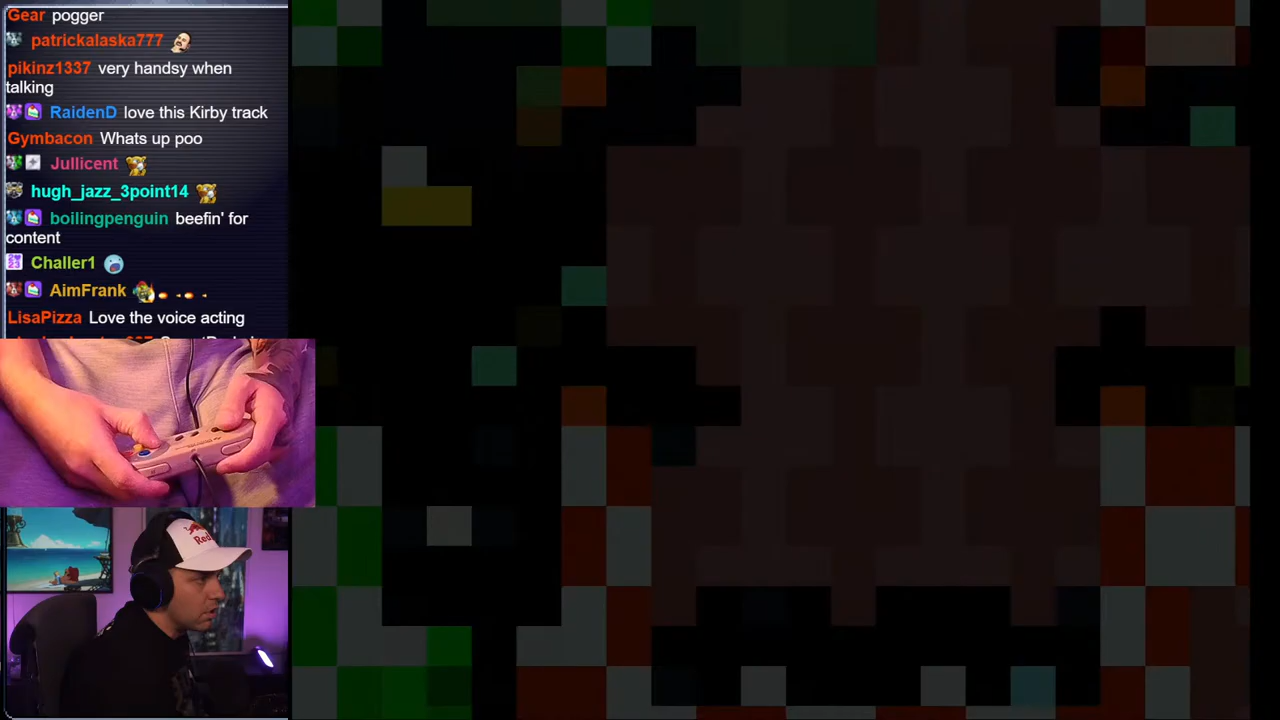 Gear pogger
patrickalaska777
pikinz1337 very handsy when
talking
RaidenD love this Kirby track
Gymbacon Whats up poo
Jullicent
hugh_jazz_3point14
boilingpenguin beefin' for
content
Challer1
AimFrank
LisaPizza Love the voice acting
Red